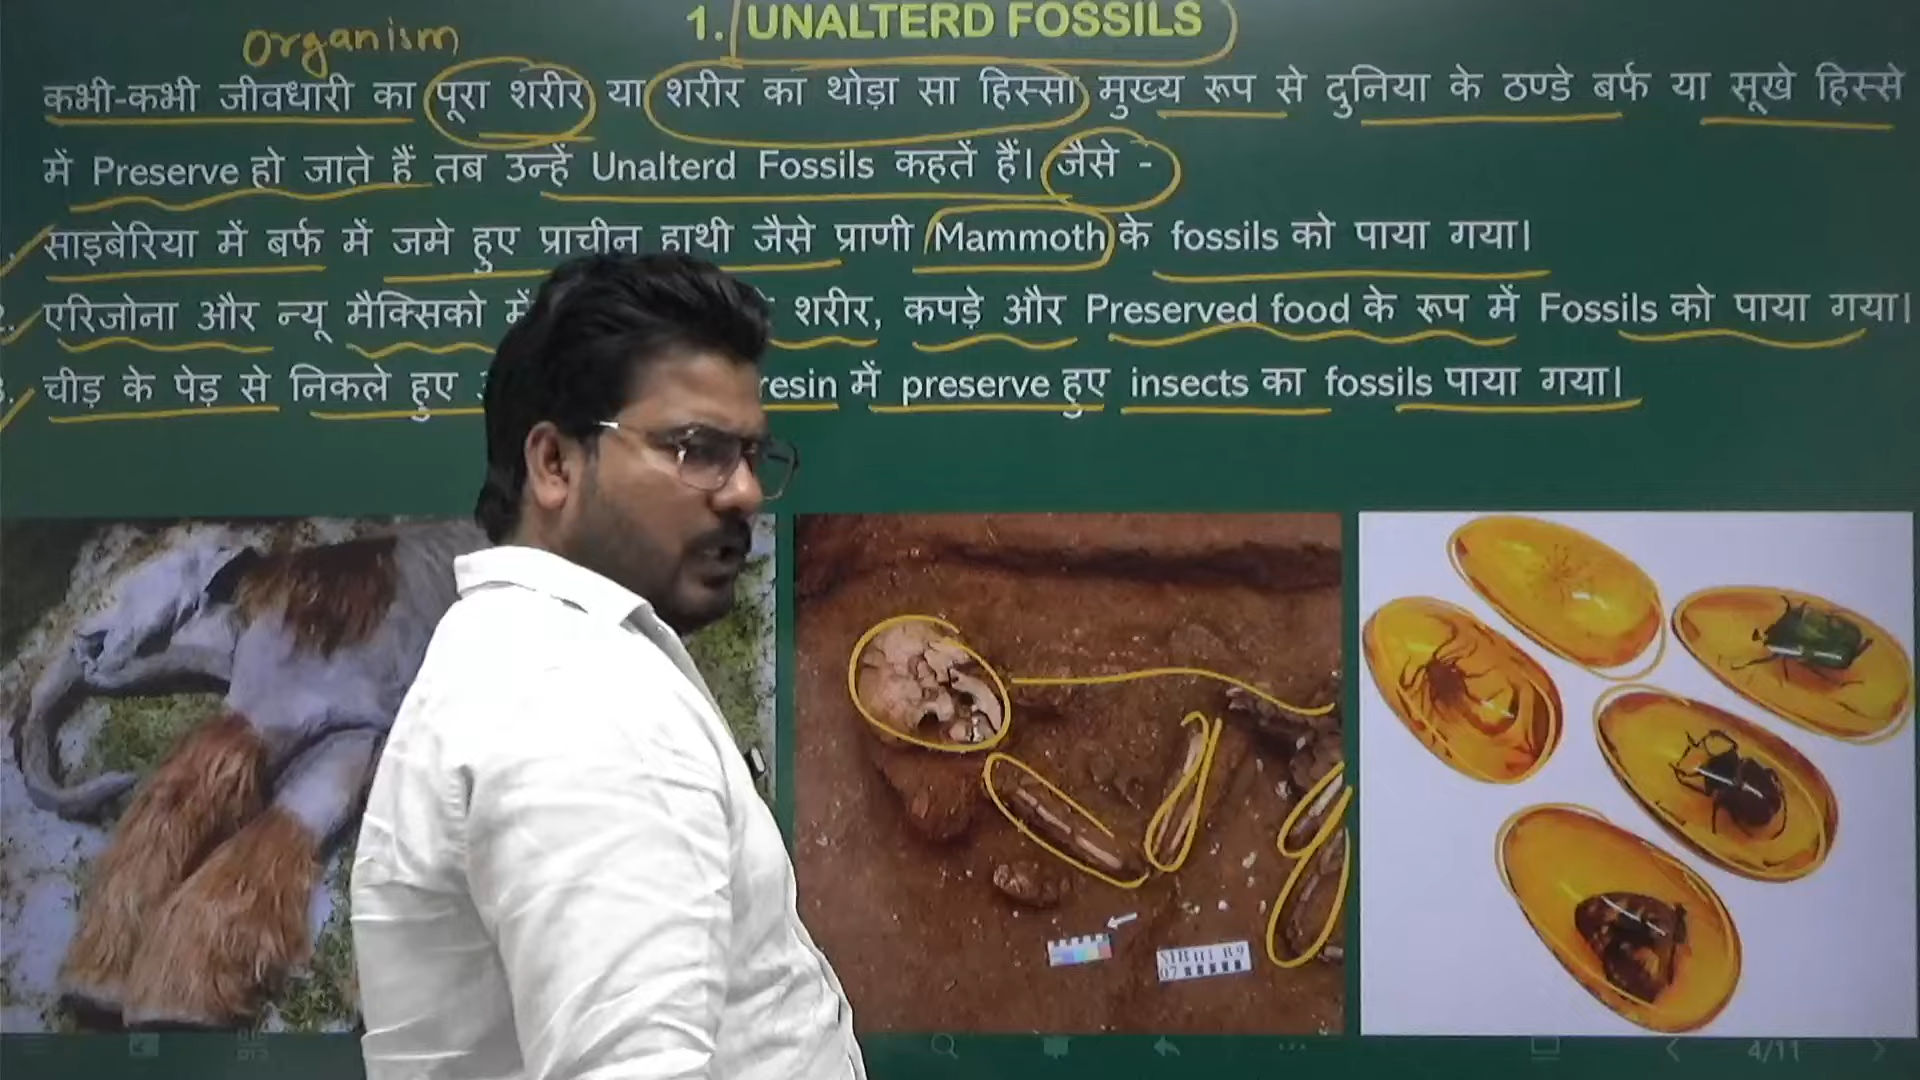 1. UNALTERD FOSSILS
organism
कभी-कभी जीवधारी का पूरा शरीर या शरीर का थोड़ा सा हिस्सा मुख्य रूप से दुनिया के ठण्डे बर्फ या सूखे हिस्से
में Preserve हो जाते हैं तब उन्हें Unalterd Fossils कहतें हैं। जैसे -
साइबेरिया में बर्फ में जमे हुए प्राचीन हाथी जैसे प्राणी Mammoth के fossils को पाया गया।
एरिजोना और न्यू मैक्सिको में शरीर, कपड़े और Preserved food के रूप में Fossils को पाया गया।
चीड़ के पेड़ से निकले हुए resin में preserve हुए insects का fossils पाया गया।
4/11